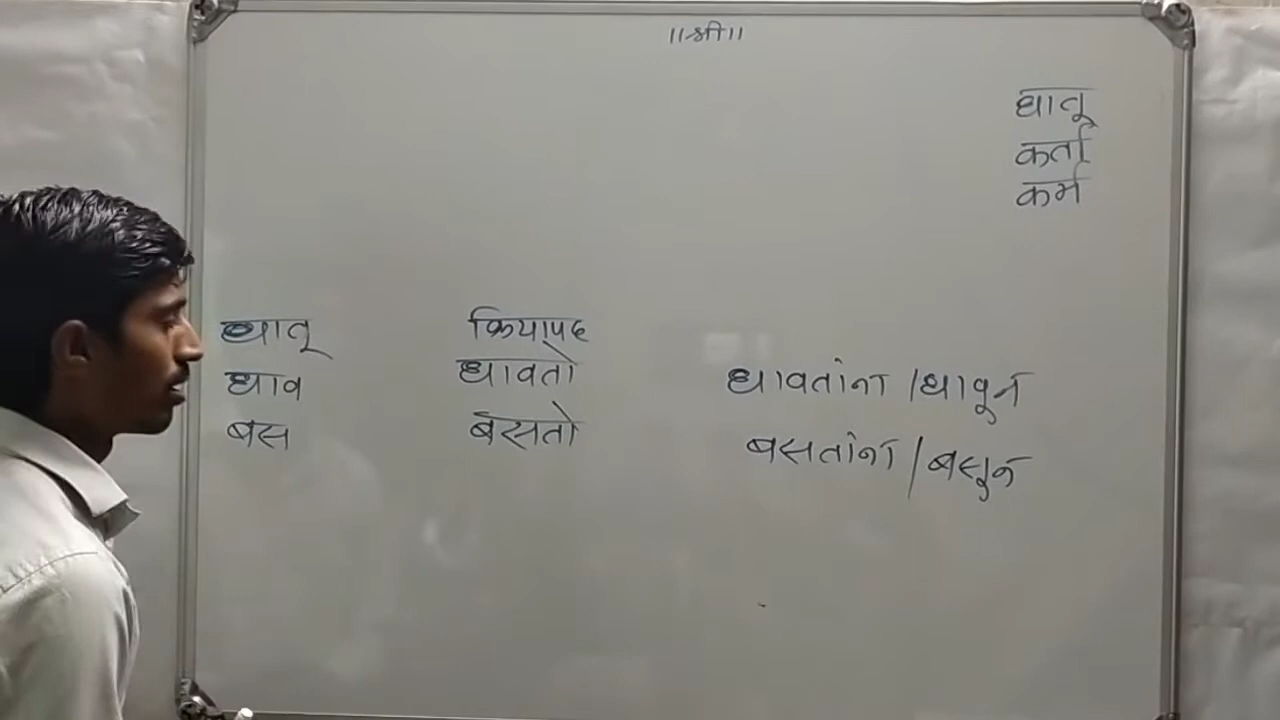 ॥श्री॥
धातू
कर्ता
कर्म
धातू क्रियापद
धाव धावतो धावतांना / धावून
बस बसतो बसतांना / बसुन